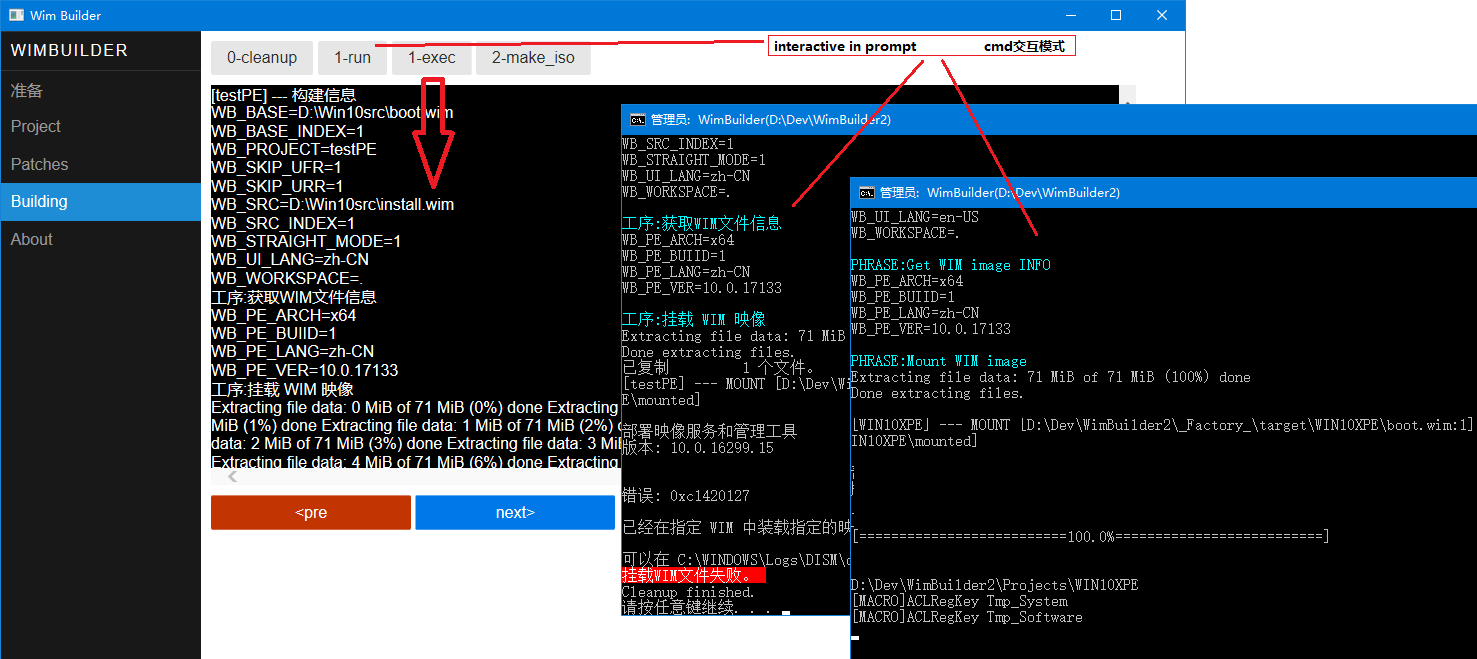 Wim Builder
WIMBUILDER
准备
Project
Patches
Building
About
0-cleanup
1-run
1-exec
2-make_iso
interactive in prompt cmd交互模式
[testPE] --- 构建信息
WB_BASE=D:\Win10src\boot.wim
WB_BASE_INDEX=1
WB_PROJECT=testPE
WB_SKIP_UFR=1
WB_SKIP_URR=1
WB_SRC=D:\Win10src\install.wim
WB_SRC_INDEX=1
WB_STRAIGHT_MODE=1
WB_UI_LANG=zh-CN
WB_WORKSPACE=.
工序:获取WIM文件信息
WB_PE_ARCH=x64
WB_PE_BUIID=1
WB_PE_LANG=zh-CN
WB_PE_VER=10.0.17133
工序:挂载 WIM 映像
Extracting file data: 0 MiB of 71 MiB (0%) done Extracting
MiB (1%) done Extracting file data: 1 MiB of 71 MiB (2%)
data: 2 MiB of 71 MiB (3%) done Extracting file data: 3 MiB
Extracting file data: 4 MiB of 71 MiB (6%) done Extracting
<pre
next>
管理员: WimBuilder(D:\Dev\WimBuilder2)
WB_SRC_INDEX=1
WB_STRAIGHT_MODE=1
WB_UI_LANG=zh-CN
WB_WORKSPACE=.
工序:获取WIM文件信息
WB_PE_ARCH=x64
WB_PE_BUIID=1
WB_PE_LANG=zh-CN
WB_PE_VER=10.0.17133
工序:挂载 WIM 映像
Extracting file data: 71 MiB
Done extracting files.
已复制 1 个文件。
[testPE] --- MOUNT [D:\Dev\Wi
E\mounted]
部署映像服务和管理工具
版本: 10.0.16299.15
错误: 0xc1420127
已经在指定 WIM 中装载指定的映
可以在 C:\WINDOWS\Logs\DISM\
挂载WIM文件失败。
Cleanup finished.
请按任意键继续. . .
管理员: WimBuilder(D:\Dev\WimBuilder2)
WB_UI_LANG=en-US
WB_WORKSPACE=.
PHRASE:Get WIM image INFO
WB_PE_ARCH=x64
WB_PE_BUIID=1
WB_PE_LANG=zh-CN
WB_PE_VER=10.0.17133
PHRASE:Mount WIM image
Extracting file data: 71 MiB of 71 MiB (100%) done
Done extracting files.
[WIN10XPE] --- MOUNT [D:\Dev\WimBuilder2\_Factory_\target\WIN10XPE\boot.wim:1]
IN10XPE\mounted]
[==========================100.0%==========================]
D:\Dev\WimBuilder2\Projects\WIN10XPE
[MACRO]ACLRegKey Tmp_System
[MACRO]ACLRegKey Tmp_Software